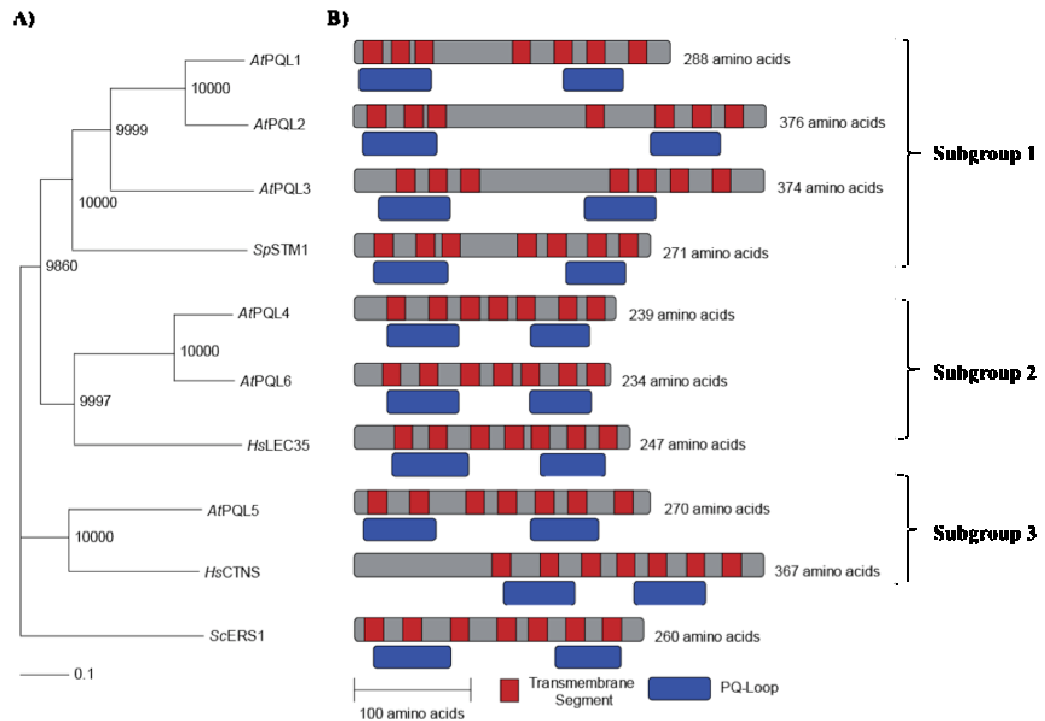 A)
B)
AtPQL1
288 amino acids
10000
AtPQL2
376 amino acids
9999
Subgroup 1
AtPQL3
374 amino acids
10000
SpSTM1
271 amino acids
9860
AtPQL4
239 amino acids
10000
AtPQL6
234 amino acids
Subgroup 2
9997
HsLEC35
247 amino acids
AtPQL5
270 amino acids
10000
Subgroup 3
HsCTNS
367 amino acids
ScERS1
260 amino acids
0.1
100 amino acids
Transmembrane
Segment
PQ-Loop